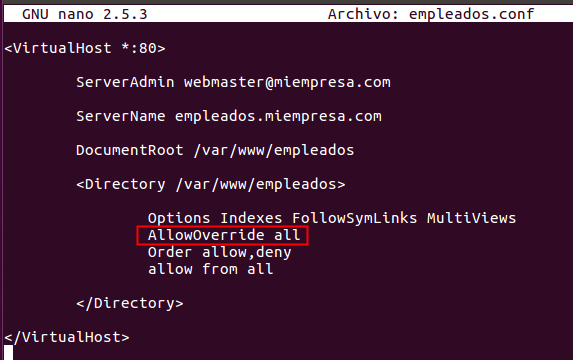 GNU nano 2.5.3 Archivo: empleados.conf
<VirtualHost *:80>
ServerAdmin webmaster@miempresa.com
ServerName empleados.miempresa.com
DocumentRoot /var/www/empleados
<Directory /var/www/empleados>
Options Indexes FollowSymLinks MultiViews
AllowOverride all
Order allow,deny
allow from all
</Directory>
</VirtualHost>